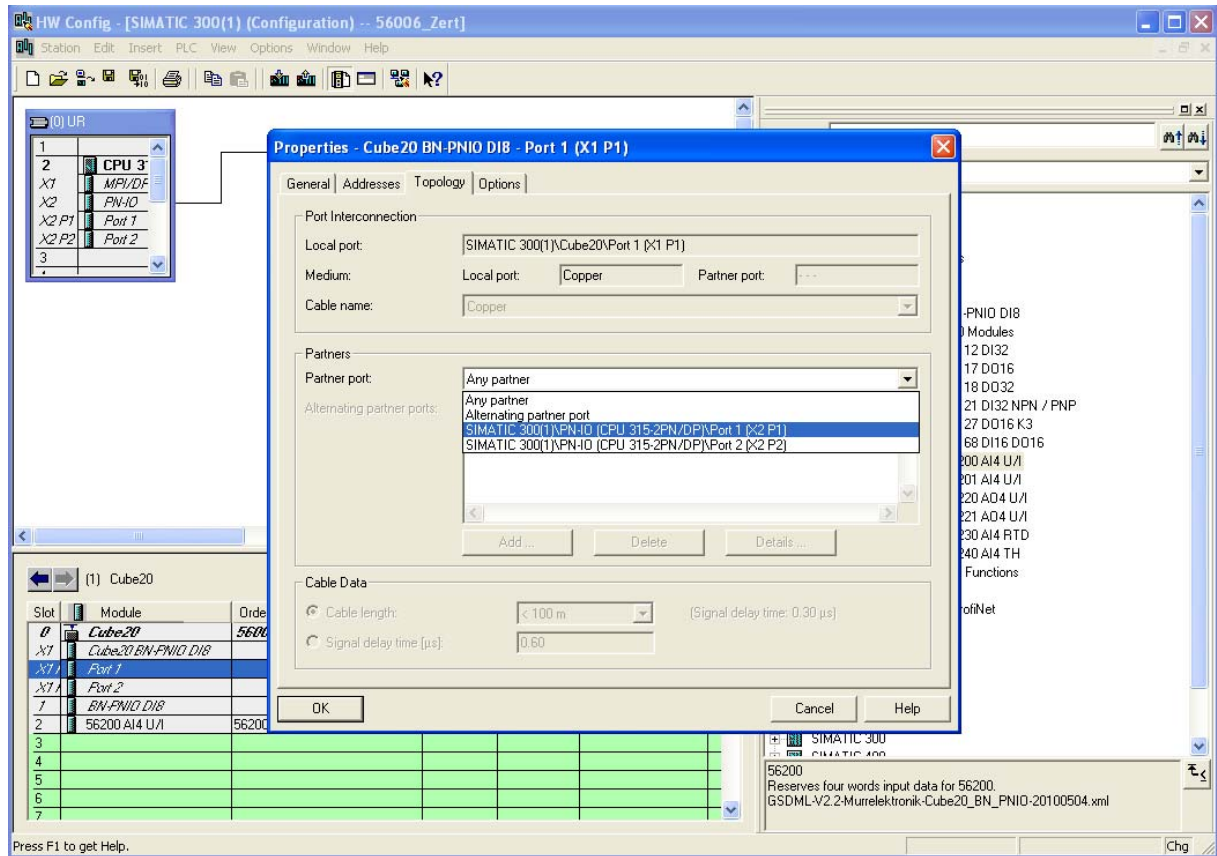 HW Config - [SIMATIC 300(1) (Configuration) -- 56006_Zert]
Station Edit Insert PLC View Options Window Help
(0) UR
1
2 CPU 3
X1 MPI/DP
X2 PN-IO
X2 P1 Port 1
X2 P2 Port 2
3
Properties - Cube20 BN-PNIO DI8 - Port 1 (X1 P1)
General Addresses Topology Options
Port Interconnection
Local port: SIMATIC 300(1)\Cube20\Port 1 (X1 P1)
Medium: Local port: Copper Partner port: - - -
Cable name: Copper
Partners
Partner port: Any partner
Alternating partner ports:
Any partner
Alternating partner port
SIMATIC 300(1)\PN-IO (CPU 315-2PN/DP)\Port 1 (X2 P1)
SIMATIC 300(1)\PN-IO (CPU 315-2PN/DP)\Port 2 (X2 P2)
Add ... Delete Details ...
Cable Data
Cable length: < 100 m (Signal delay time: 0.30 µs)
Signal delay time [µs]: 0.60
OK Cancel Help
-PNIO DI8
Modules
12 DI32
17 DO16
18 DO32
21 DI32 NPN / PNP
27 DO16 K3
68 DI16 DO16
200 AI4 U/I
201 AI4 U/I
220 AO4 U/I
221 AO4 U/I
230 AI4 RTD
240 AI4 TH
Functions
rofiNet
SIMATIC 300
SIMATIC 400
(1) Cube20
Slot Module Orde
0 Cube20 5600
X1 Cube20 BN-PNIO DI8
X1 Port 1
X1 Port 2
1 BN-PNIO DI8
2 56200 AI4 U/I 56200
3
4
5
6
7
56200
Reserves four words input data for 56200.
GSDML-V2.2-Murrelektronik-Cube20_BN_PNIO-20100504.xml
Press F1 to get Help. Chg